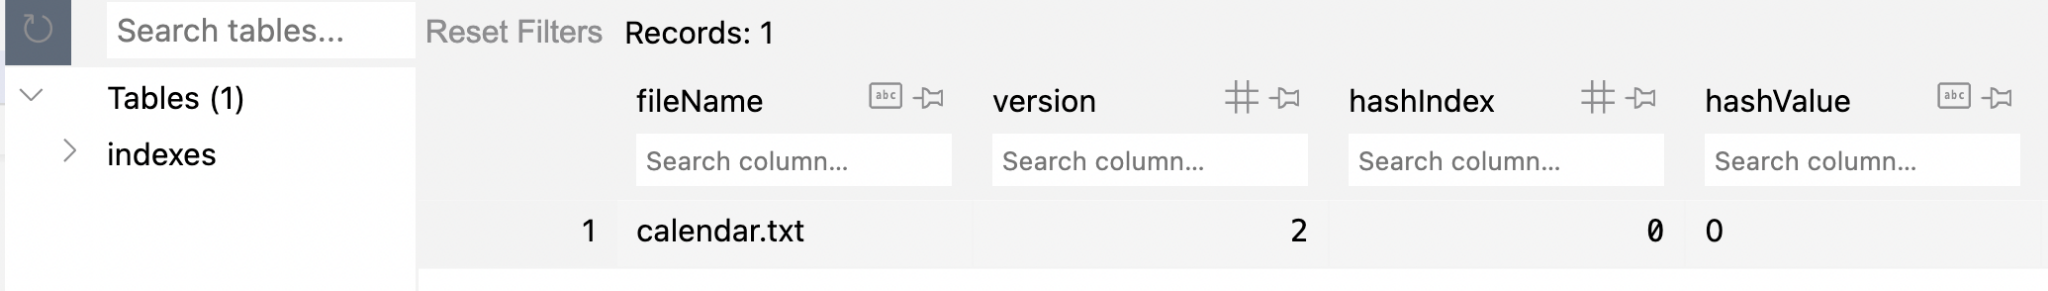 Search tables... Reset Filters Records: 1
Tables (1)
indexes
fileName abc version hashIndex hashValue abc
Search column... Search column... Search column... Search column...
1 calendar.txt 2 0 0